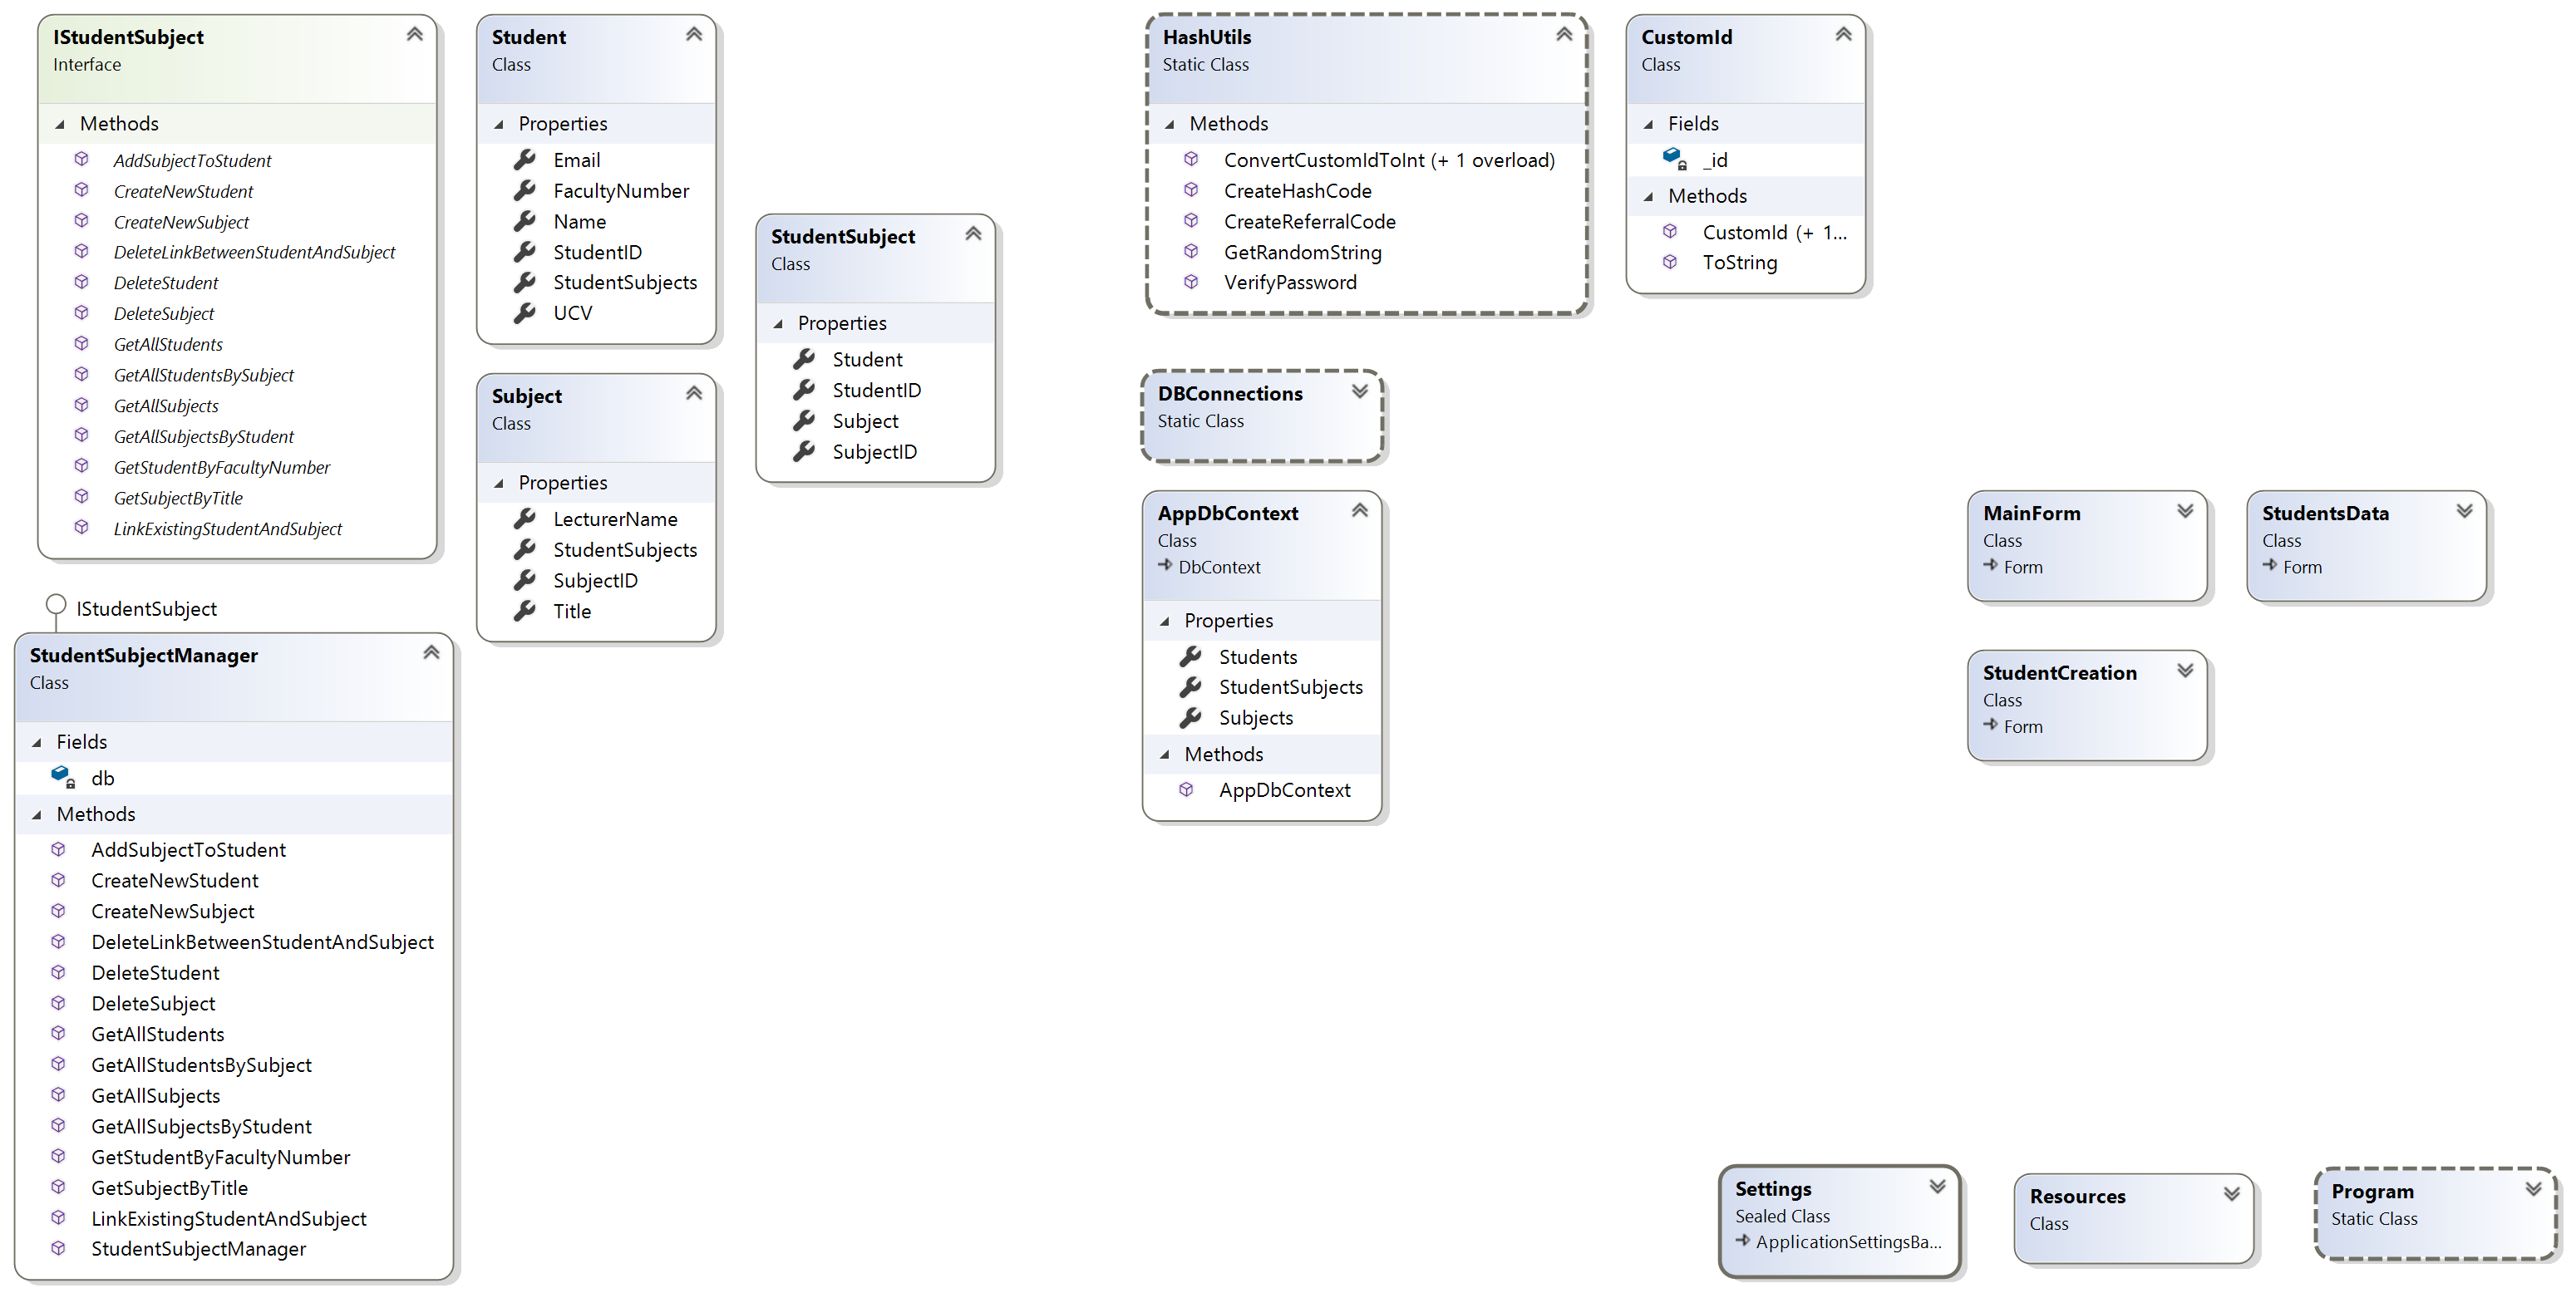 IStudentSubject
Interface
Methods
AddSubjectToStudent
CreateNewStudent
CreateNewSubject
DeleteLinkBetweenStudentAndSubject
DeleteStudent
DeleteSubject
GetAllStudents
GetAllStudentsBySubject
GetAllSubjects
GetAllSubjectsByStudent
GetStudentByFacultyNumber
GetSubjectByTitle
LinkExistingStudentAndSubject
IStudentSubject
StudentSubjectManager
Class
Fields
db
Methods
AddSubjectToStudent
CreateNewStudent
CreateNewSubject
DeleteLinkBetweenStudentAndSubject
DeleteStudent
DeleteSubject
GetAllStudents
GetAllStudentsBySubject
GetAllSubjects
GetAllSubjectsByStudent
GetStudentByFacultyNumber
GetSubjectByTitle
LinkExistingStudentAndSubject
StudentSubjectManager
Student
Class
Properties
Email
FacultyNumber
Name
StudentID
StudentSubjects
UCV
Subject
Class
Properties
LecturerName
StudentSubjects
SubjectID
Title
StudentSubject
Class
Properties
Student
StudentID
Subject
SubjectID
HashUtils
Static Class
Methods
ConvertCustomIdToInt (+ 1 overload)
CreateHashCode
CreateReferralCode
GetRandomString
VerifyPassword
CustomId
Class
Fields
_id
Methods
CustomId (+ 1...
ToString
DBConnections
Static Class
AppDbContext
Class
DbContext
Properties
Students
StudentSubjects
Subjects
Methods
AppDbContext
MainForm
Class
Form
StudentsData
Class
Form
StudentCreation
Class
Form
Settings
Sealed Class
ApplicationSettingsBa...
Resources
Class
Program
Static Class